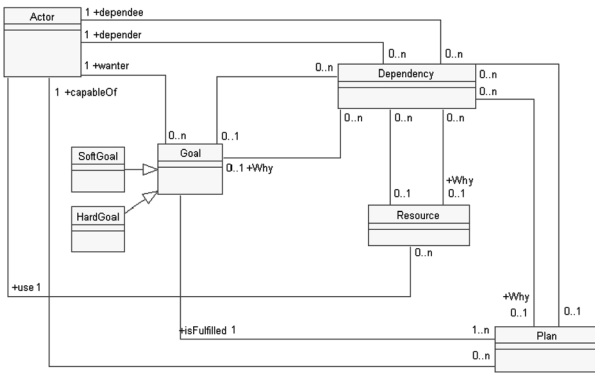 Actor
1 +dependee
1 +depender
1 +wanter
1 +capableOf
0..n
0..n
0..n
Dependency
0..n
0..n
0..n
0..n
0..n
0..n
0..1
SoftGoal
Goal
0..1 +Why
HardGoal
+Why
0..1
0..1
Resource
0..n
+use 1
+isFulfilled 1
+Why
0..1
0..1
1..n
Plan
0..n